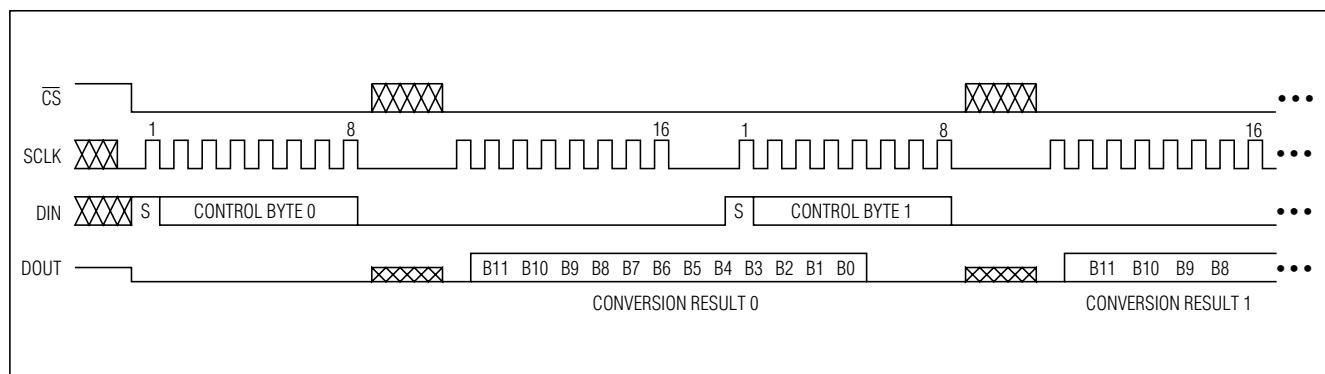 CS
1 8 16 1 8 16
SCLK
DIN S CONTROL BYTE 0 S CONTROL BYTE 1
DOUT B11 B10 B9 B8 B7 B6 B5 B4 B3 B2 B1 B0 B11 B10 B9 B8
CONVERSION RESULT 0 CONVERSION RESULT 1